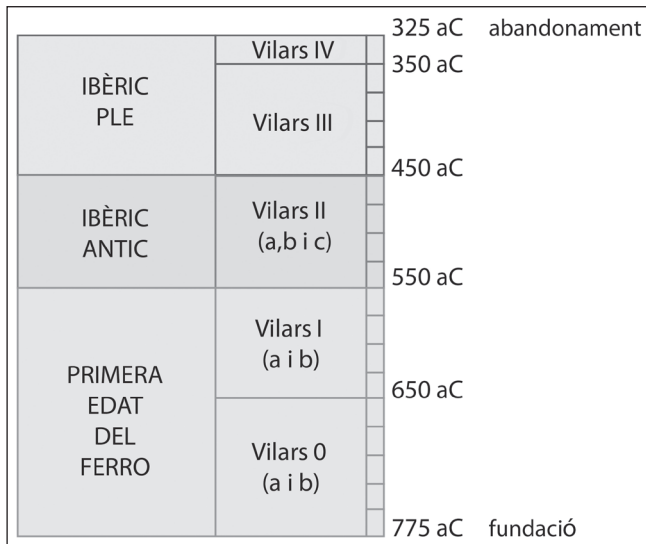 325 aC abandonament
Vilars IV
350 aC
IBÈRIC
PLE
Vilars III
450 aC
IBÈRIC
ANTIC
Vilars II
(a,b i c)
550 aC
Vilars I
(a i b)
PRIMERA
EDAT
DEL
FERRO
650 aC
Vilars 0
(a i b)
775 aC fundació